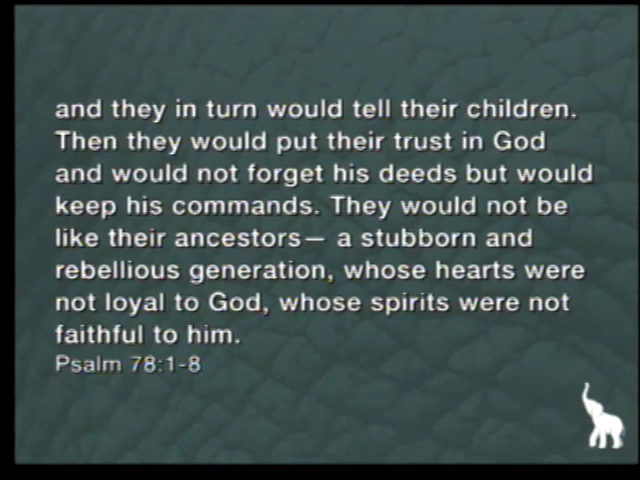 and they in turn would tell their children.
Then they would put their trust in God
and would not forget his deeds but would
keep his commands. They would not be
like their ancestors— a stubborn and
rebellious generation, whose hearts were
not loyal to God, whose spirits were not
faithful to him.
Psalm 78:1-8